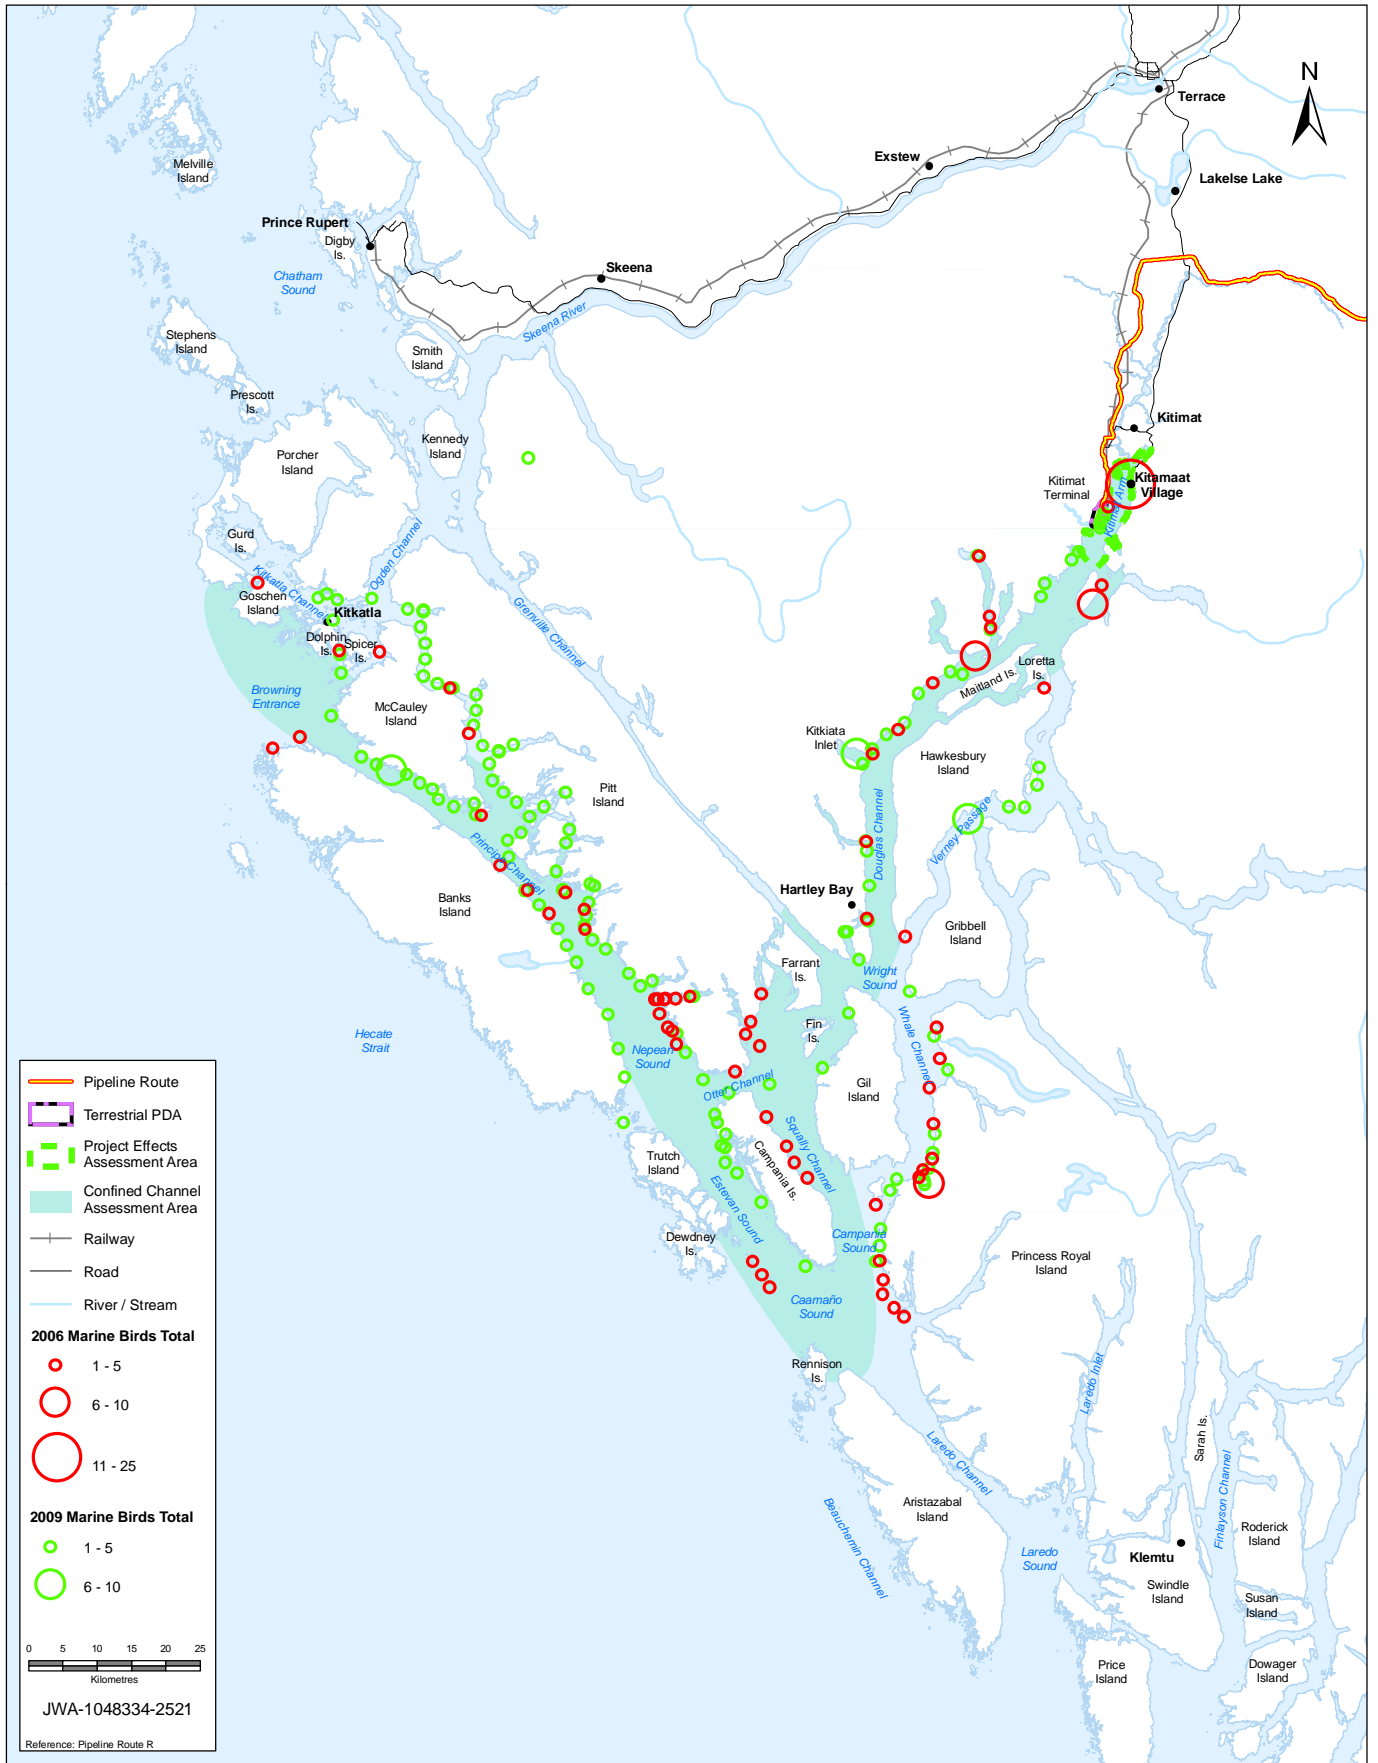 N
Terrace
Exstew
Lakelse Lake
Melville
Island
Prince Rupert
Digby
Is.
Chatham
Sound
Skeena
Skeena River
Stephens
Island
Smith
Island
Prescott
Is.
Kennedy
Island
Porcher
Island
Kitimat
Kitimat
Terminal
Kitamaat
Village
Kitimat Arm
Gurd
Is.
Kitkatla Channel
Ogden Channel
Goschen
Island
Kitkatla
Grenville Channel
Dolphin
Is.
Spicer
Is.
Browning
Entrance
McCauley
Island
Loretta
Is.
Maitland Is.
Kitkiata
Inlet
Hawkesbury
Island
Pitt
Island
Principe Channel
Douglas Channel
Verney Passage
Banks
Island
Hartley Bay
Gribbell
Island
Farrant
Is.
Wright
Sound
Fin
Is.
Whale Channel
Hecate
Strait
Nepean
Sound
Otter Channel
Gil
Island
Squally Channel
Campania Is.
Trutch
Island
Estevan Sound
Dewdney
Is.
Campania
Sound
Princess Royal
Island
Caamaño
Sound
Rennison
Is.
Laredo Inlet
Laredo Channel
Sarah Is.
Finlayson Channel
Aristazabal
Island
Beauchemin Channel
Laredo
Sound
Klemtu
Swindle
Island
Roderick
Island
Susan
Island
Price
Island
Dowager
Island
Pipeline Route
Terrestrial PDA
Project Effects
Assessment Area
Confined Channel
Assessment Area
Railway
Road
River / Stream
2006 Marine Birds Total
1 - 5
6 - 10
11 - 25
2009 Marine Birds Total
1 - 5
6 - 10
0 5 10 15 20 25
Kilometres
JWA-1048334-2521
Reference: Pipeline Route R